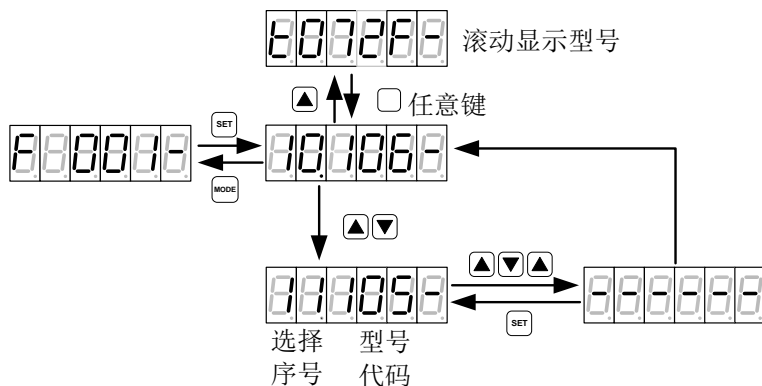 t072F-
滚动显示型号
任意键
F 001-
SET
10.106-
MODE
11105-
SET
------
选择 型号
序号 代码